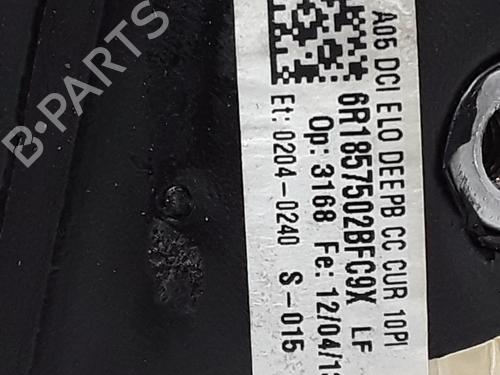 B-PARTS
A05 DCI ELO DEEPB CC CUR 10PI
6R1857502BFC9X LF
Op: 3168 Fe: 12/04/13
Et: 0204-0240 S-015